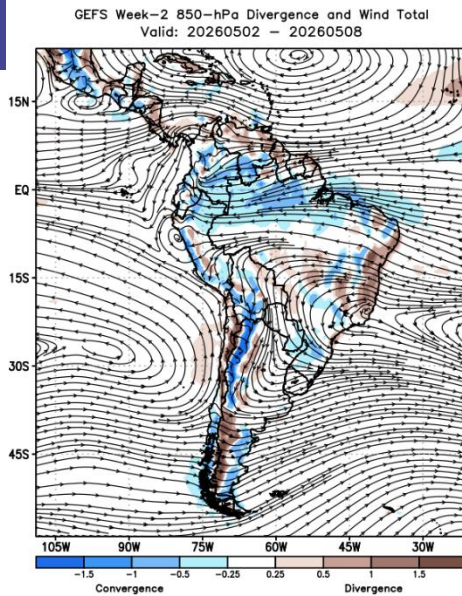 GEFS Week-2 850-hPa Divergence and Wind Total
Valid: 20260502 - 20260508
15N
EQ
15S
30S
45S
105W 90W 75W 60W 45W 30W
-1.5 -1 -0.5 -0.25 0.25 0.5 1 1.5
Convergence Divergence